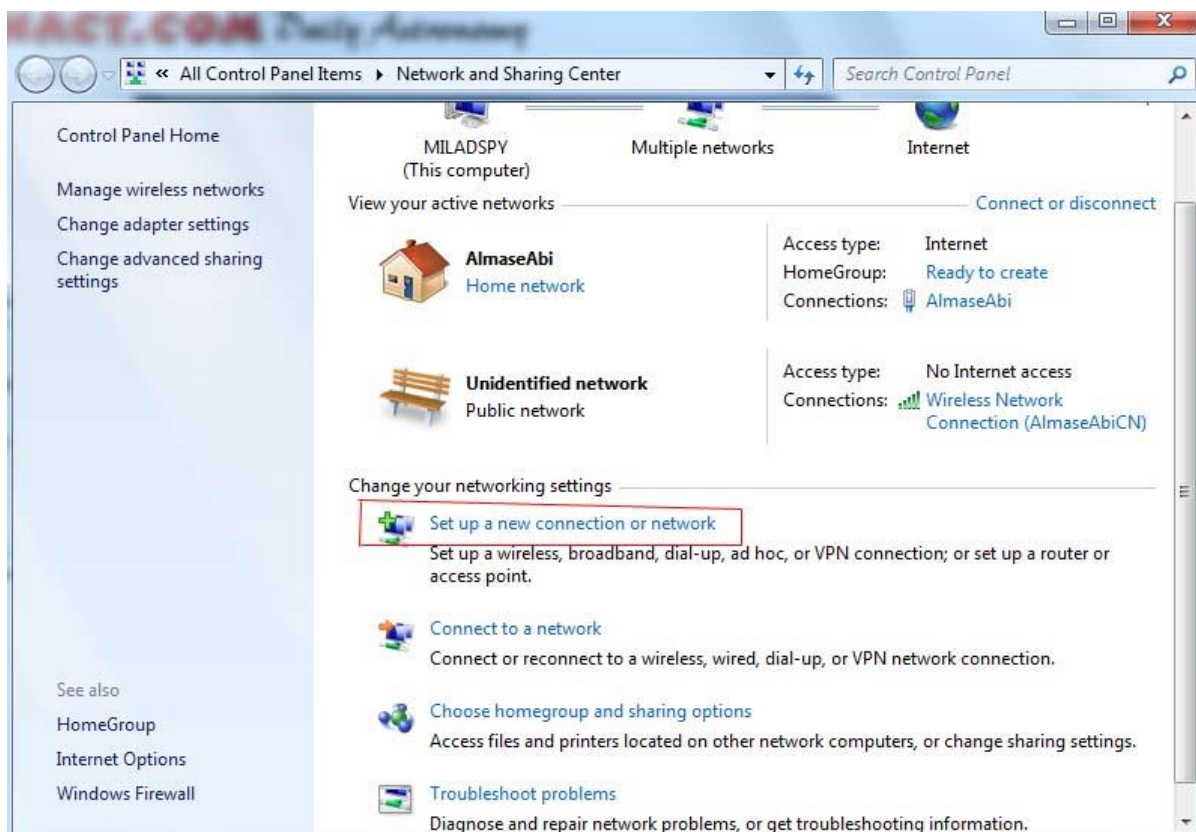 All Control Panel Items Network and Sharing Center Search Control Panel
Control Panel Home
Manage wireless networks
Change adapter settings
Change advanced sharing
settings
See also
HomeGroup
Internet Options
Windows Firewall
MILADSPY
(This computer)
Multiple networks
Internet
View your active networks
Connect or disconnect
AlmaseAbi
Home network
Access type: Internet
HomeGroup: Ready to create
Connections: AlmaseAbi
Unidentified network
Public network
Access type: No Internet access
Connections: Wireless Network
Connection (AlmaseAbiCN)
Change your networking settings
Set up a new connection or network
Set up a wireless, broadband, dial-up, ad hoc, or VPN connection; or set up a router or
access point.
Connect to a network
Connect or reconnect to a wireless, wired, dial-up, or VPN network connection.
Choose homegroup and sharing options
Access files and printers located on other network computers, or change sharing settings.
Troubleshoot problems
Diagnose and repair network problems, or get troubleshooting information.